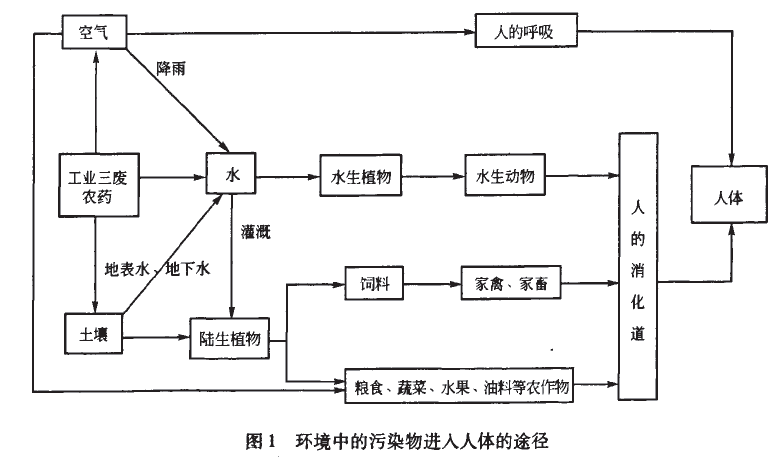 空气
人的呼吸
降雨
工业三废
农药
水
水生植物
水生动物
人体
人的消化道
灌溉
地表水、地下水
饲料
家禽、家畜
土壤
陆生植物
粮食、蔬菜、水果、油料等农作物
图1 环境中的污染物进入人体的途径